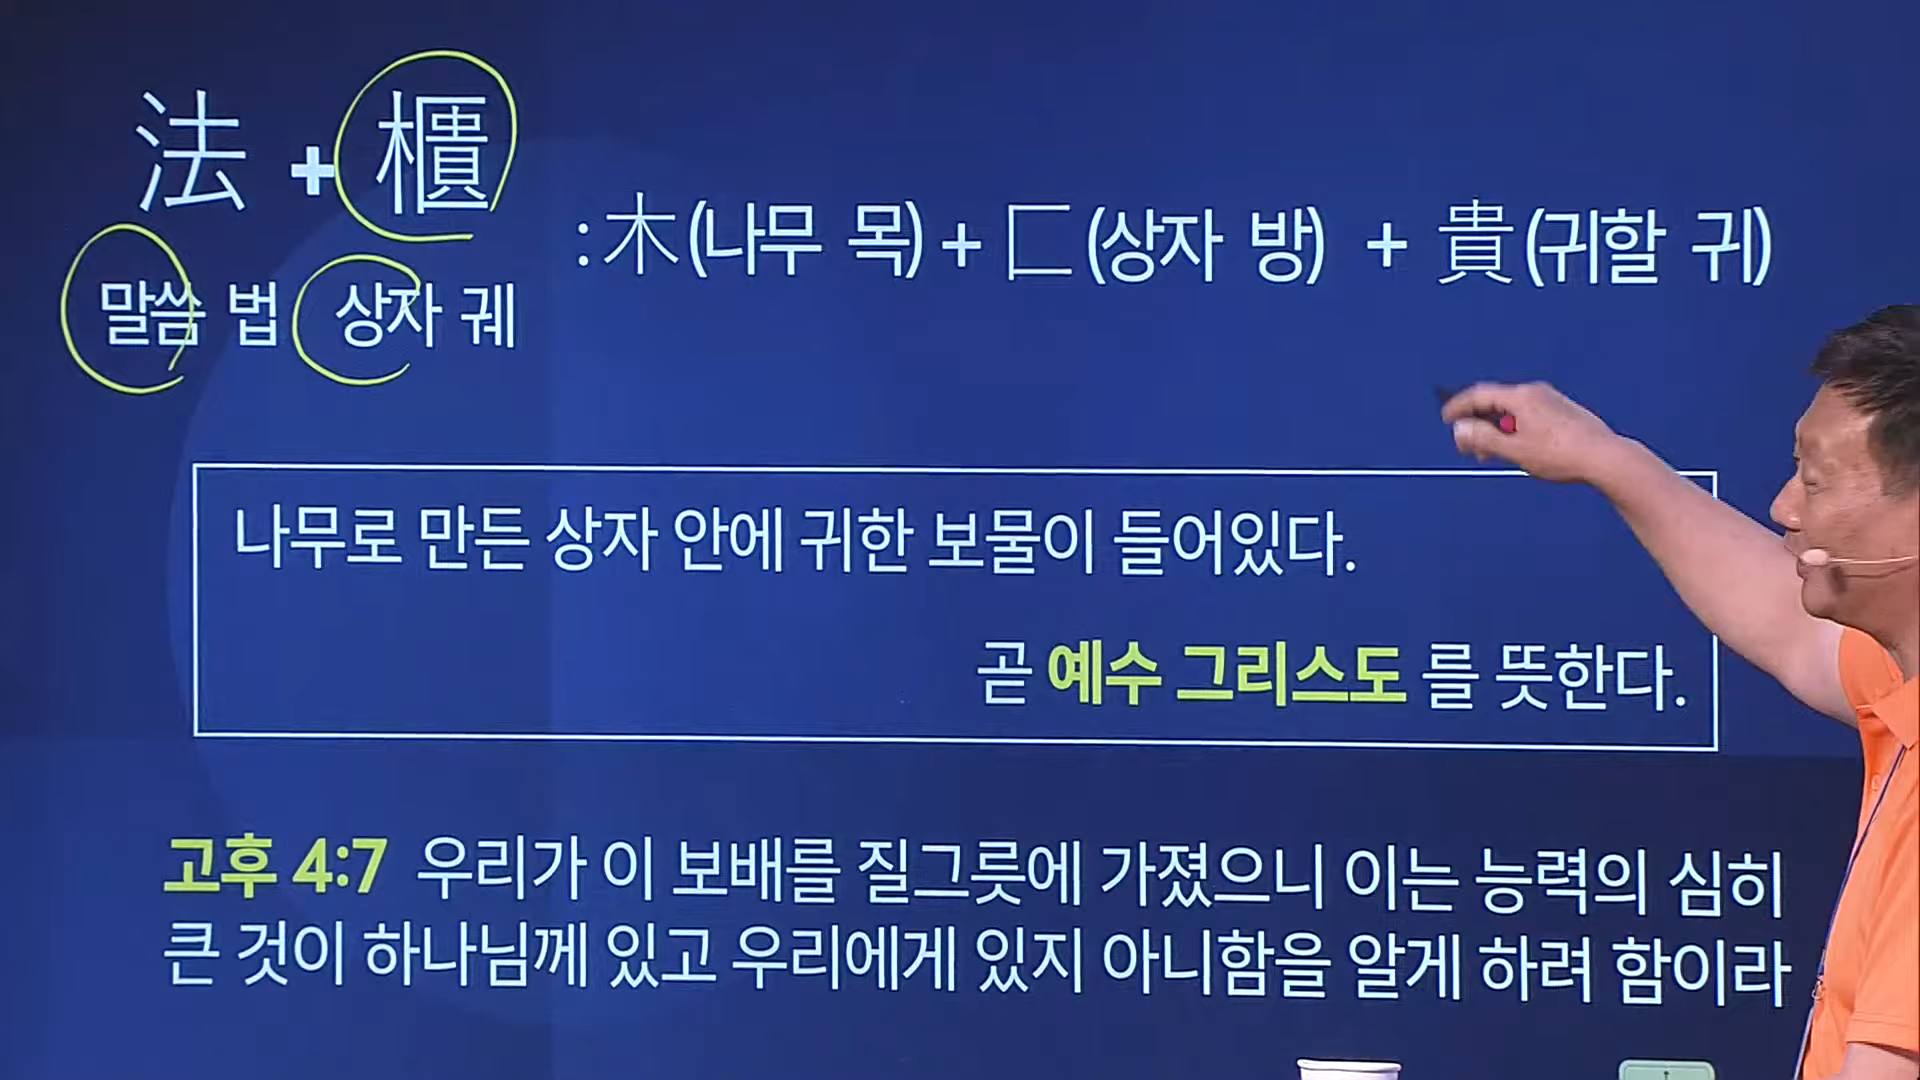 法 + 櫃
: 木(나무 목) + 匚(상자 방) + 貴(귀할 귀)
말씀 법 상자 궤
나무로 만든 상자 안에 귀한 보물이 들어있다.
곧 예수 그리스도 를 뜻한다.
고후 4:7 우리가 이 보배를 질그릇에 가졌으니 이는 능력의 심히
큰 것이 하나님께 있고 우리에게 있지 아니함을 알게 하려 함이라